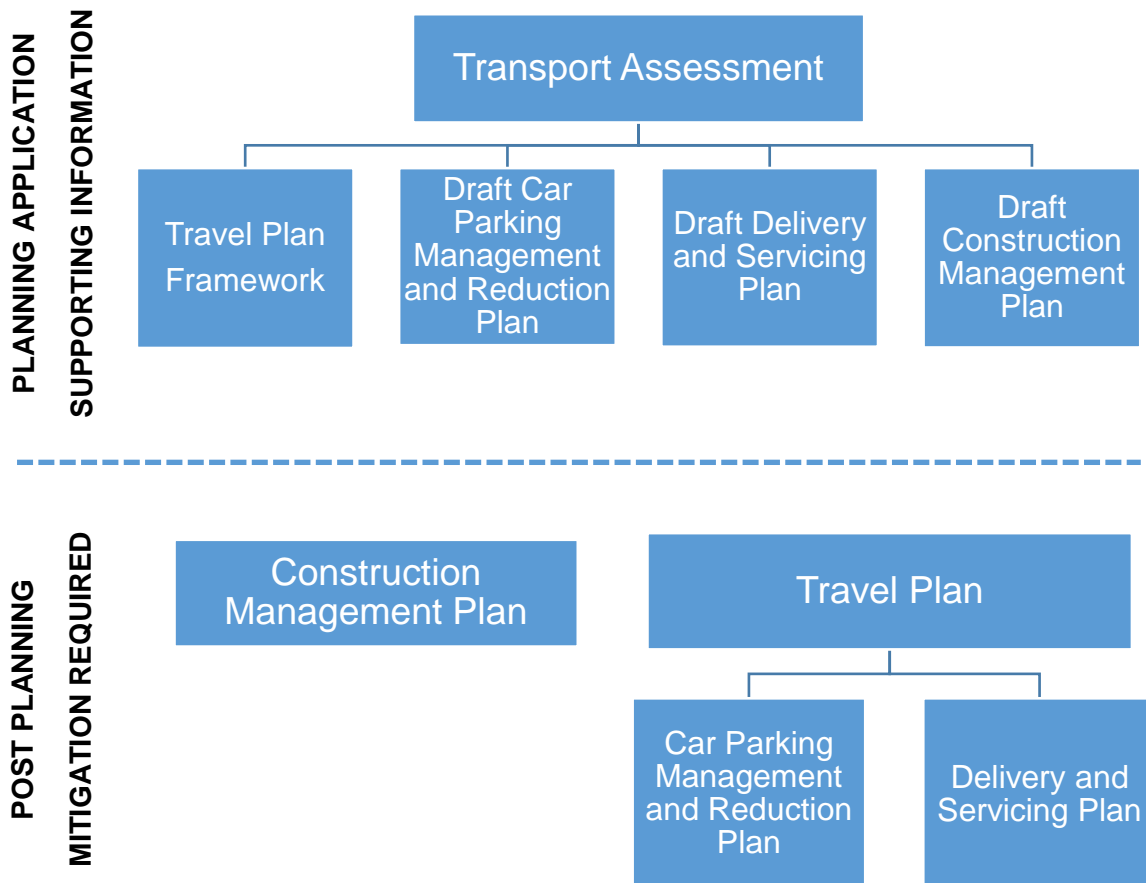 PLANNING APPLICATION
SUPPORTING INFORMATION
Transport Assessment
Travel Plan
Framework
Draft Car
Parking
Management
and Reduction
Plan
Draft Delivery
and Servicing
Plan
Draft
Construction
Management
Plan
POST PLANNING
MITIGATION REQUIRED
Construction
Management Plan
Travel Plan
Car Parking
Management
and Reduction
Plan
Delivery and
Servicing Plan